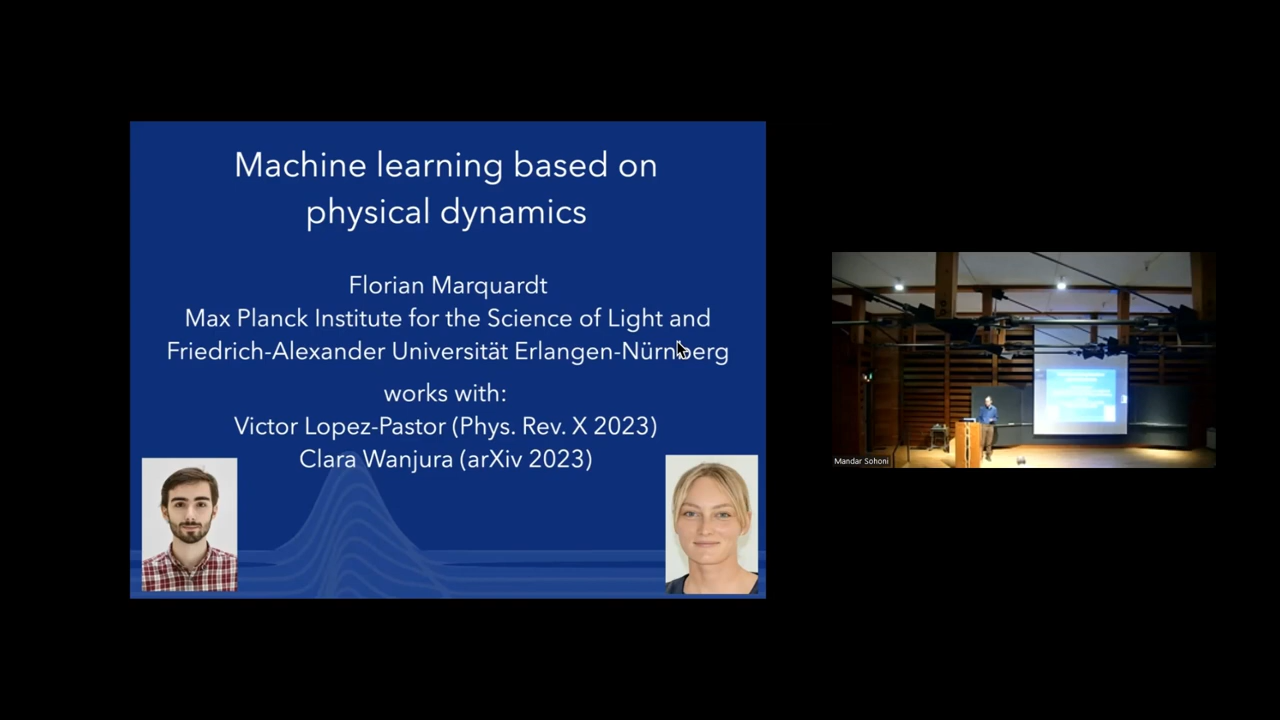 Machine learning based on
physical dynamics
Florian Marquardt
Max Planck Institute for the Science of Light and
Friedrich-Alexander Universität Erlangen-Nürnberg
works with:
Victor Lopez-Pastor (Phys. Rev. X 2023)
Clara Wanjura (arXiv 2023)
Mandar Sohoni